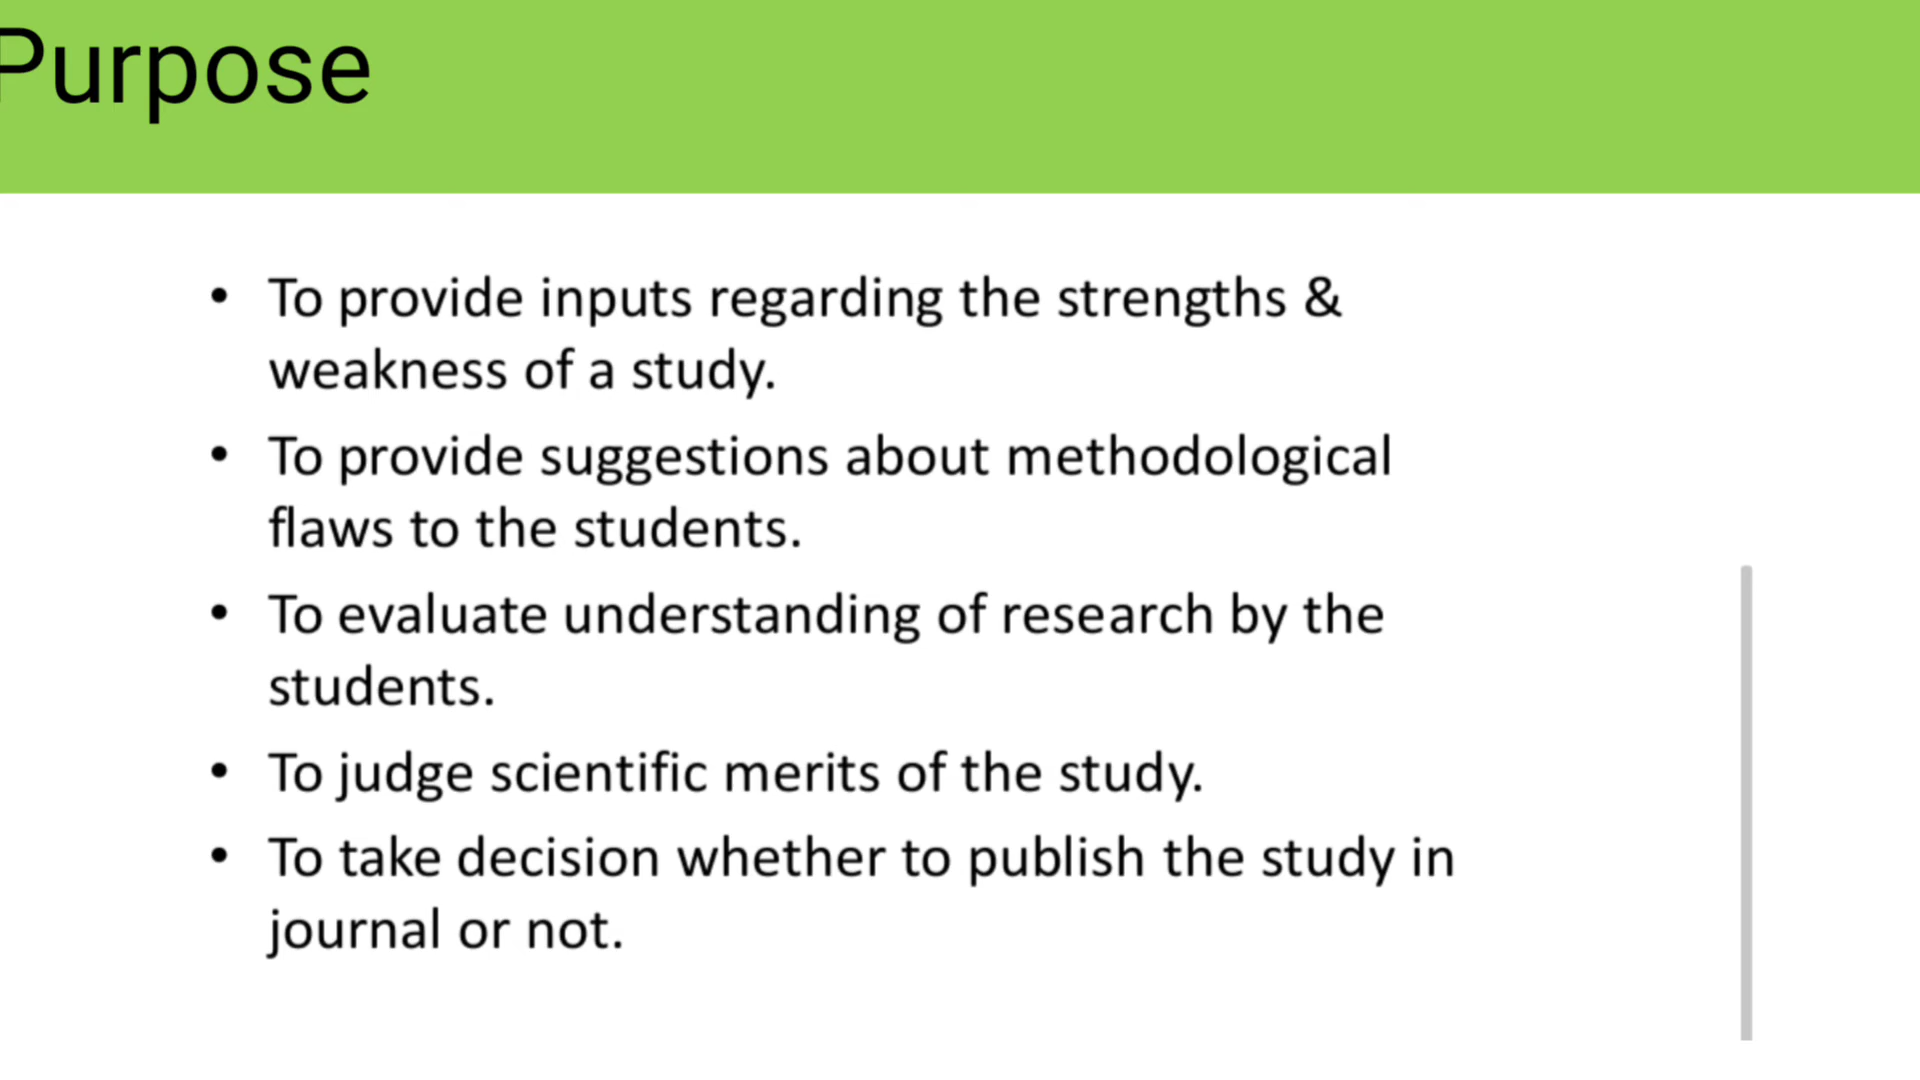 Purpose
• To provide inputs regarding the strengths &
weakness of a study.
• To provide suggestions about methodological
flaws to the students.
• To evaluate understanding of research by the
students.
• To judge scientific merits of the study.
• To take decision whether to publish the study in
journal or not.